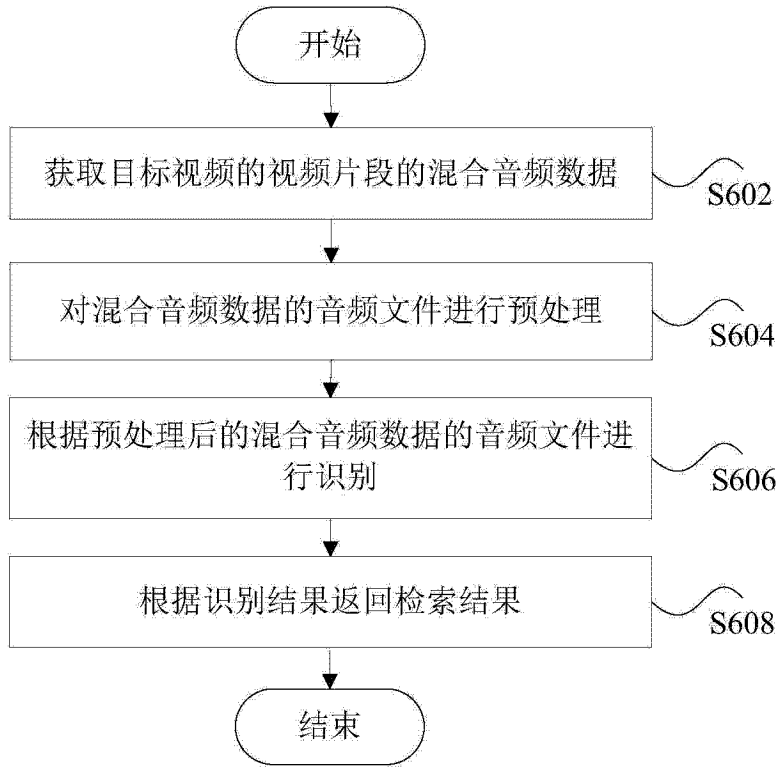 开始
获取目标视频的视频片段的混合音频数据
S602
对混合音频数据的音频文件进行预处理
S604
根据预处理后的混合音频数据的音频文件进
行识别
S606
根据识别结果返回检索结果
S608
结束